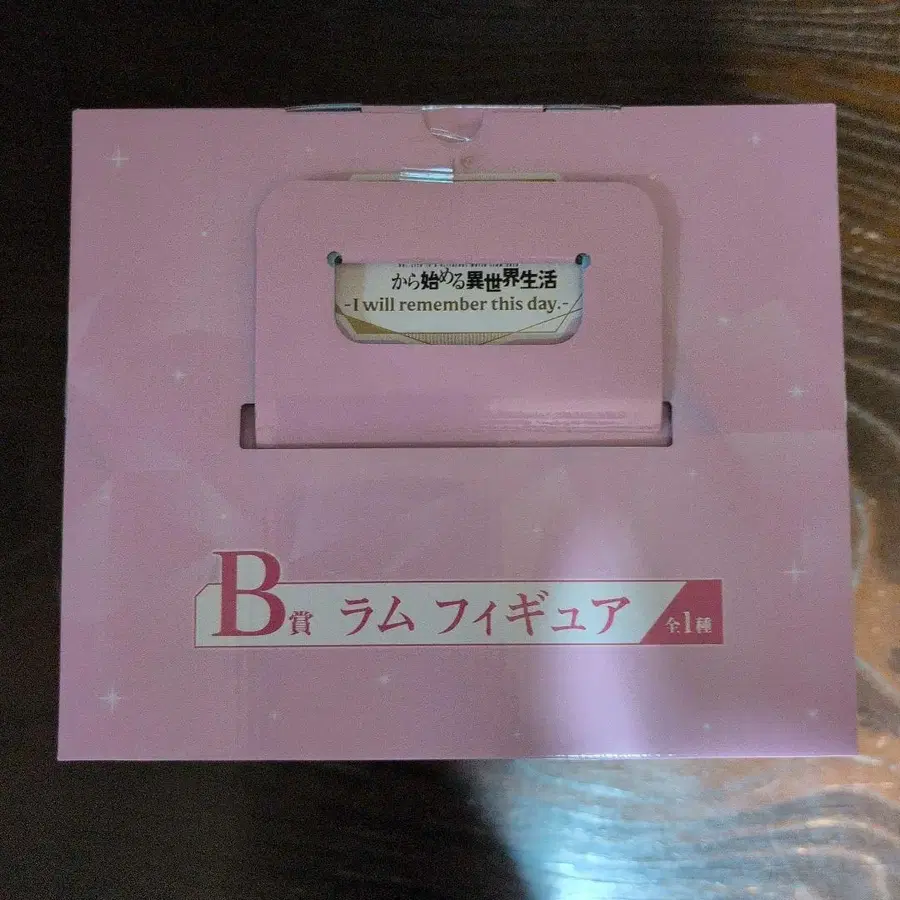 から始める異世界生活
-I will remember this day.-
B賞 ラム フィギュア 全1種